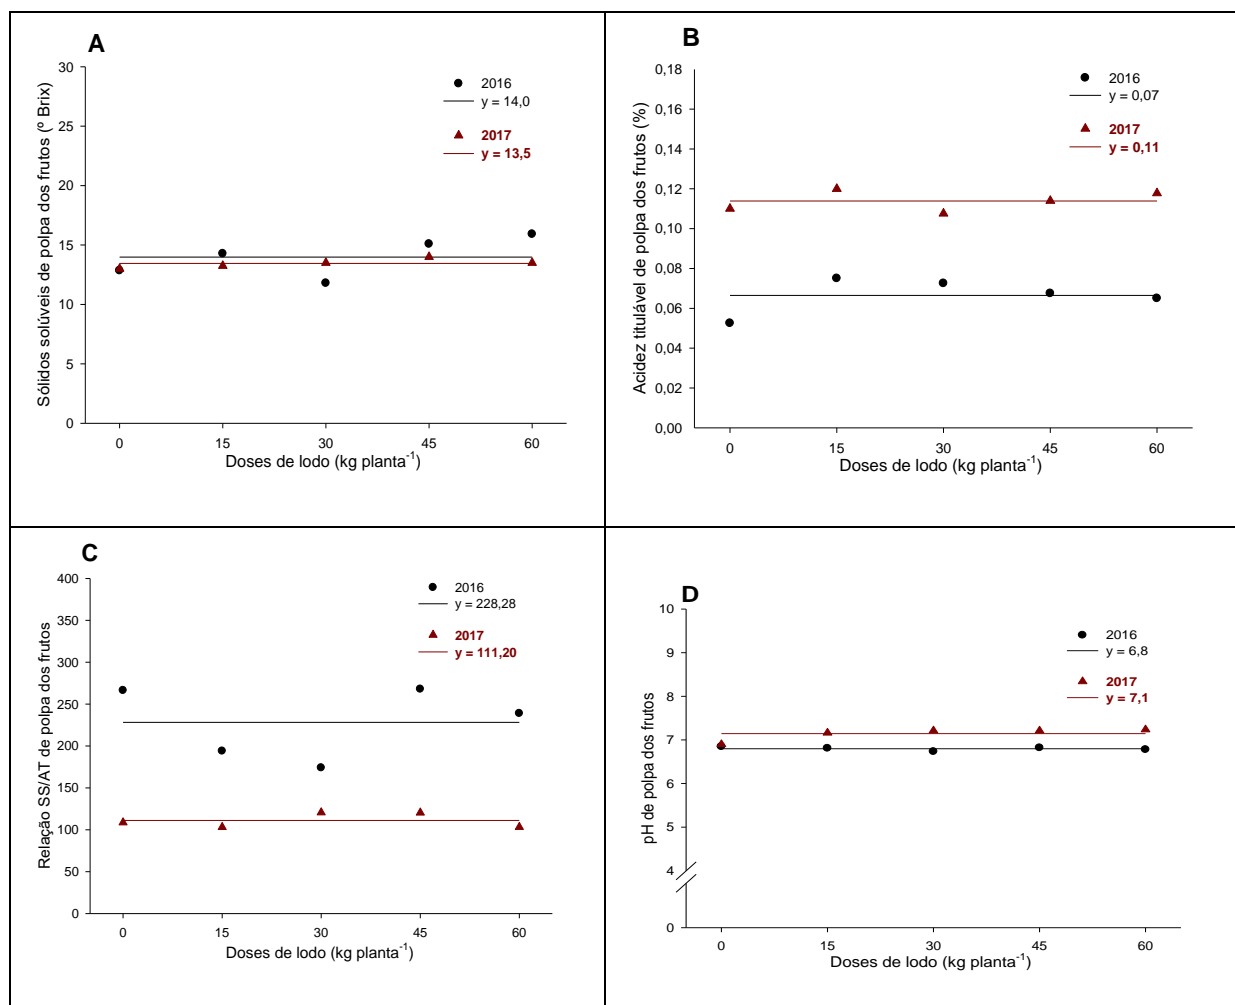 A
Sólidos solúveis de polpa dos frutos (º Brix)
30
25
20
15
10
5
0
2016
y = 14,0
2017
y = 13,5
0 15 30 45 60
Doses de lodo (kg planta⁻¹)
B
Acidez titulável de polpa dos frutos (%)
0,18
0,16
0,14
0,12
0,10
0,08
0,06
0,04
0,02
0,00
2016
y = 0,07
2017
y = 0,11
0 15 30 45 60
Doses de lodo (kg planta⁻¹)
C
Relação SS/AT de polpa dos frutos
400
350
300
250
200
150
100
50
0
2016
y = 228,28
2017
y = 111,20
0 15 30 45 60
Doses de lodo (kg planta⁻¹)
D
pH de polpa dos frutos
10
9
8
7
6
5
4
0
2016
y = 6,8
2017
y = 7,1
0 15 30 45 60
Doses de lodo (kg planta⁻¹)